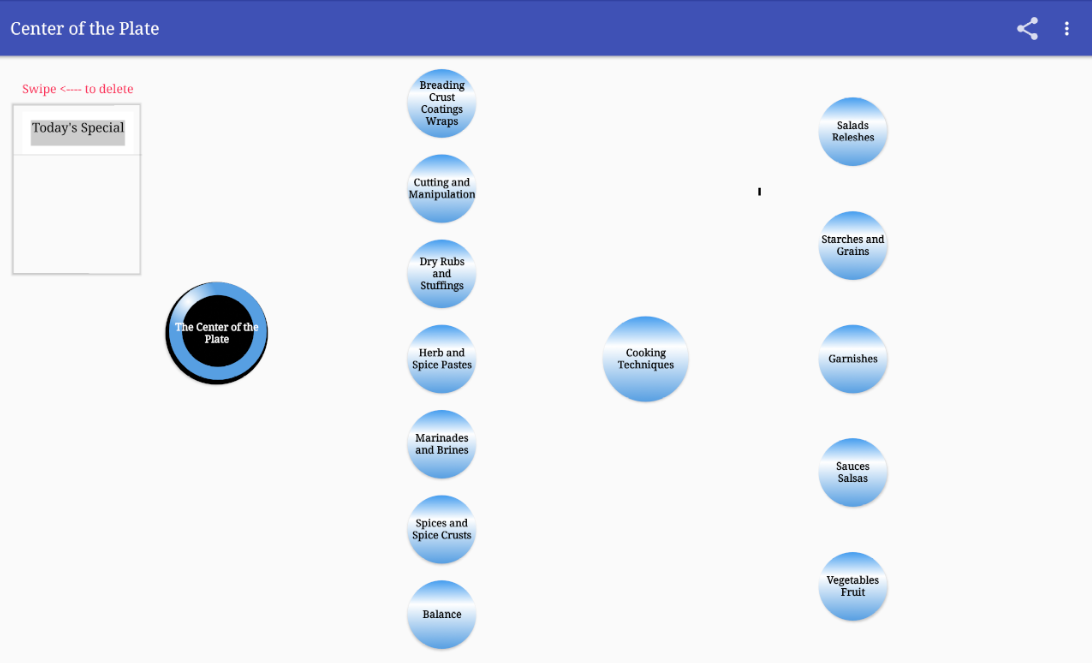 Center of the Plate
Swipe <---- to delete
Today's Special
The Center of the
Plate
Breading
Crust
Coatings
Wraps
Cutting and
Manipulation
Dry Rubs
and
Stuffings
Herb and
Spice Pastes
Marinades
and Brines
Spices and
Spice Crusts
Balance
Cooking
Techniques
Salads
Releshes
Starches and
Grains
Garnishes
Sauces
Salsas
Vegetables
Fruit